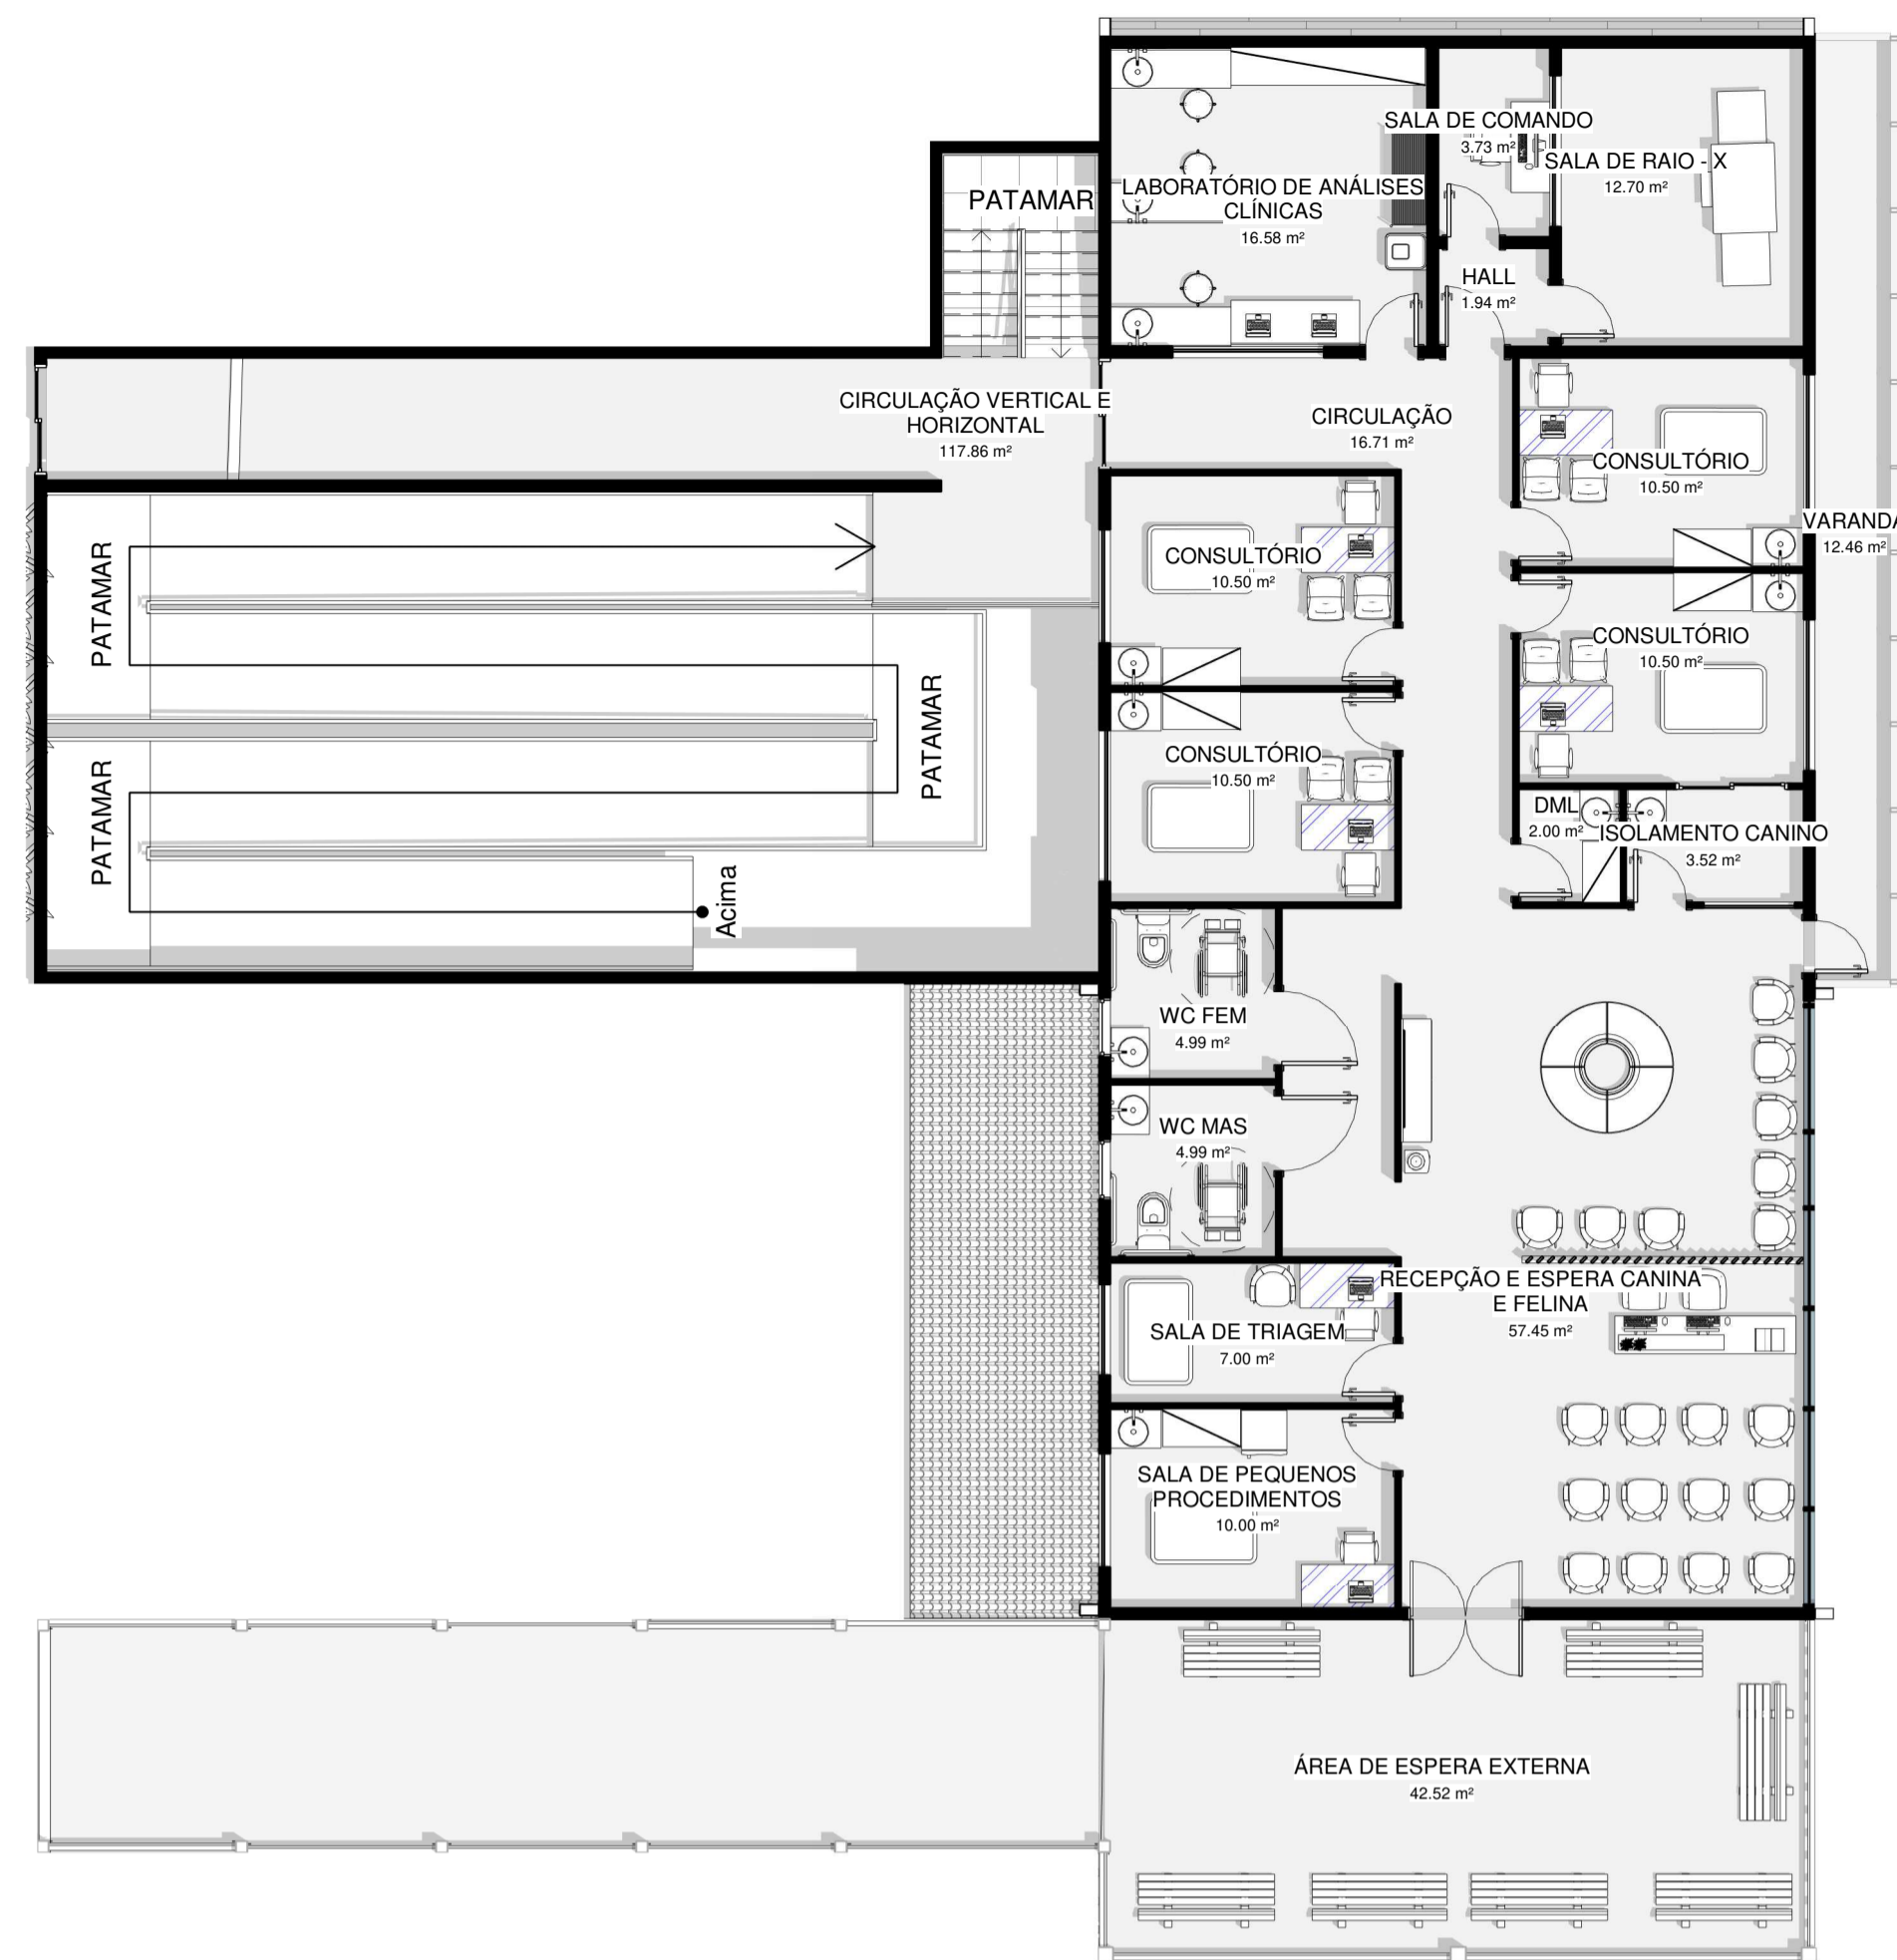 SALA DE COMANDO
3.73 m²
SALA DE RAIO - X
12.70 m²
PATAMAR
LABORATÓRIO DE ANÁLISES
CLÍNICAS
16.58 m²
HALL
1.94 m²
CIRCULAÇÃO VERTICAL E
HORIZONTAL
117.86 m²
CIRCULAÇÃO
16.71 m²
CONSULTÓRIO
10.50 m²
VARANDA
12.46 m²
CONSULTÓRIO
10.50 m²
PATAMAR
CONSULTÓRIO
10.50 m²
PATAMAR
CONSULTÓRIO
10.50 m²
PATAMAR
DML
2.00 m²
ISOLAMENTO CANINO
3.52 m²
Acima
WC FEM
4.99 m²
WC MAS
4.99 m²
RECEPÇÃO E ESPERA CANINA
E FELINA
57.45 m²
SALA DE TRIAGEM
7.00 m²
SALA DE PEQUENOS
PROCEDIMENTOS
10.00 m²
ÁREA DE ESPERA EXTERNA
42.52 m²